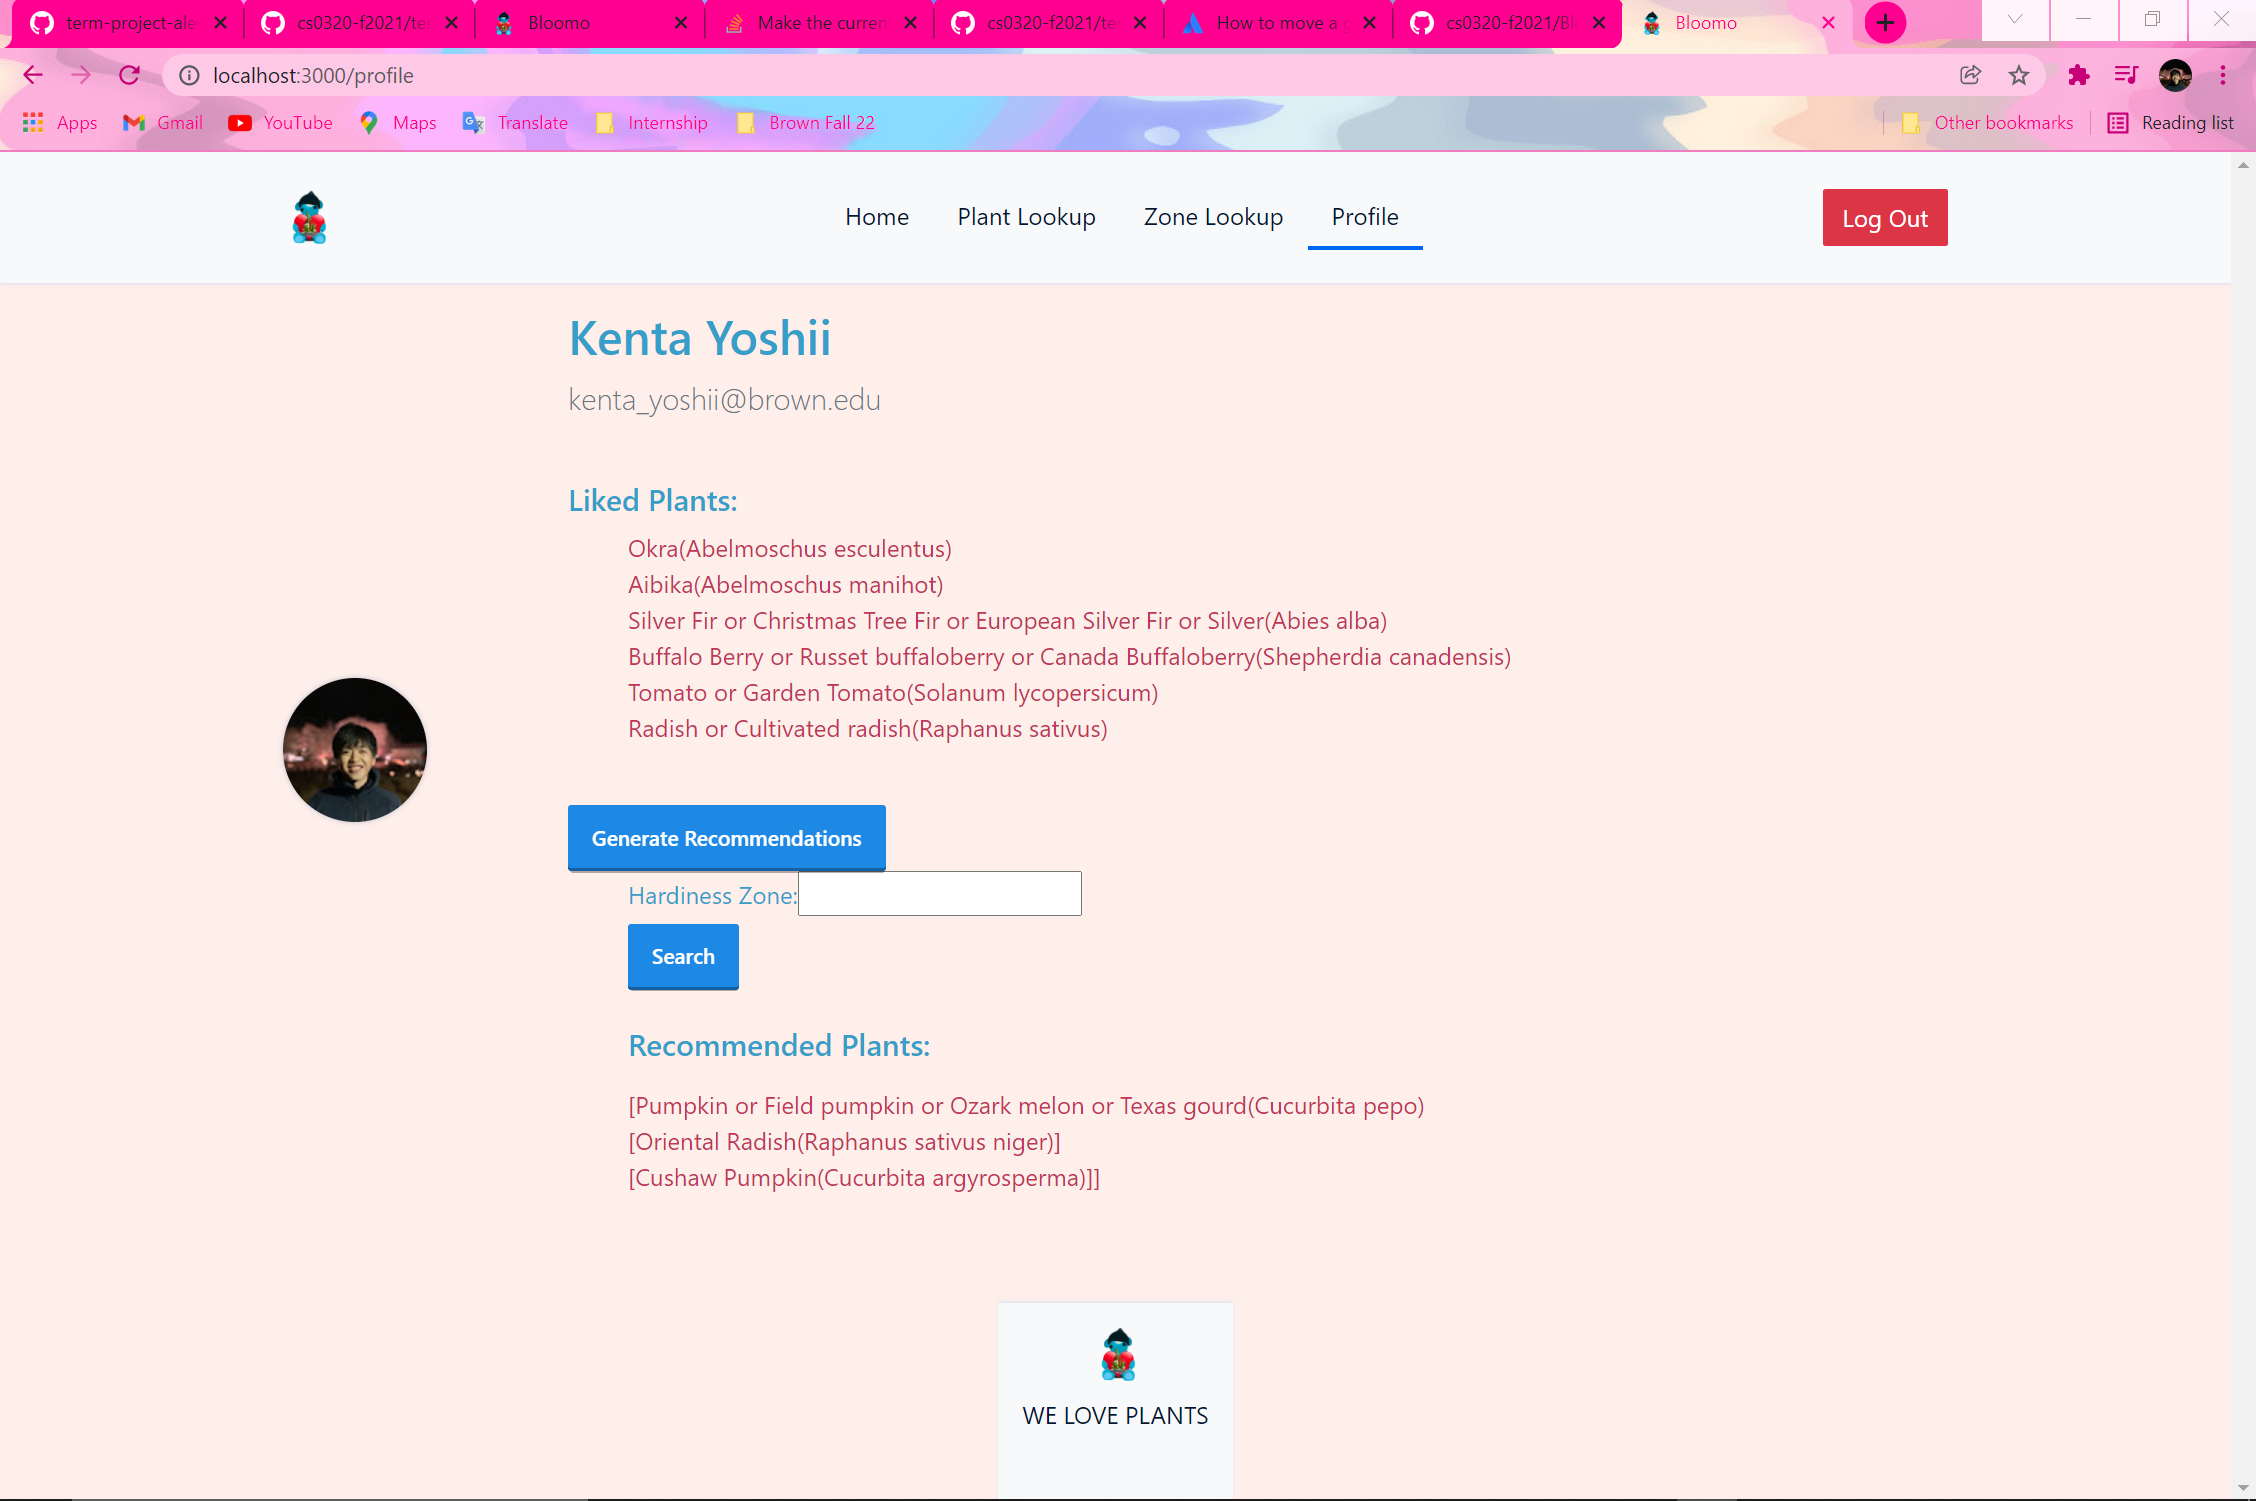 term-project-ale
cs0320-f2021/te
Bloomo
Make the curren
cs0320-f2021/te
How to move a g
cs0320-f2021/Bl
Bloomo
localhost:3000/profile
Apps
Gmail
YouTube
Maps
Translate
Internship
Brown Fall 22
Other bookmarks
Reading list
Home
Plant Lookup
Zone Lookup
Profile
Log Out
Kenta Yoshii
kenta_yoshii@brown.edu
Liked Plants:
Okra(Abelmoschus esculentus)
Aibika(Abelmoschus manihot)
Silver Fir or Christmas Tree Fir or European Silver Fir or Silver(Abies alba)
Buffalo Berry or Russet buffaloberry or Canada Buffaloberry(Shepherdia canadensis)
Tomato or Garden Tomato(Solanum lycopersicum)
Radish or Cultivated radish(Raphanus sativus)
Generate Recommendations
Hardiness Zone:
Search
Recommended Plants:
[Pumpkin or Field pumpkin or Ozark melon or Texas gourd(Cucurbita pepo)
[Oriental Radish(Raphanus sativus niger)]
[Cushaw Pumpkin(Cucurbita argyrosperma)]]
WE LOVE PLANTS